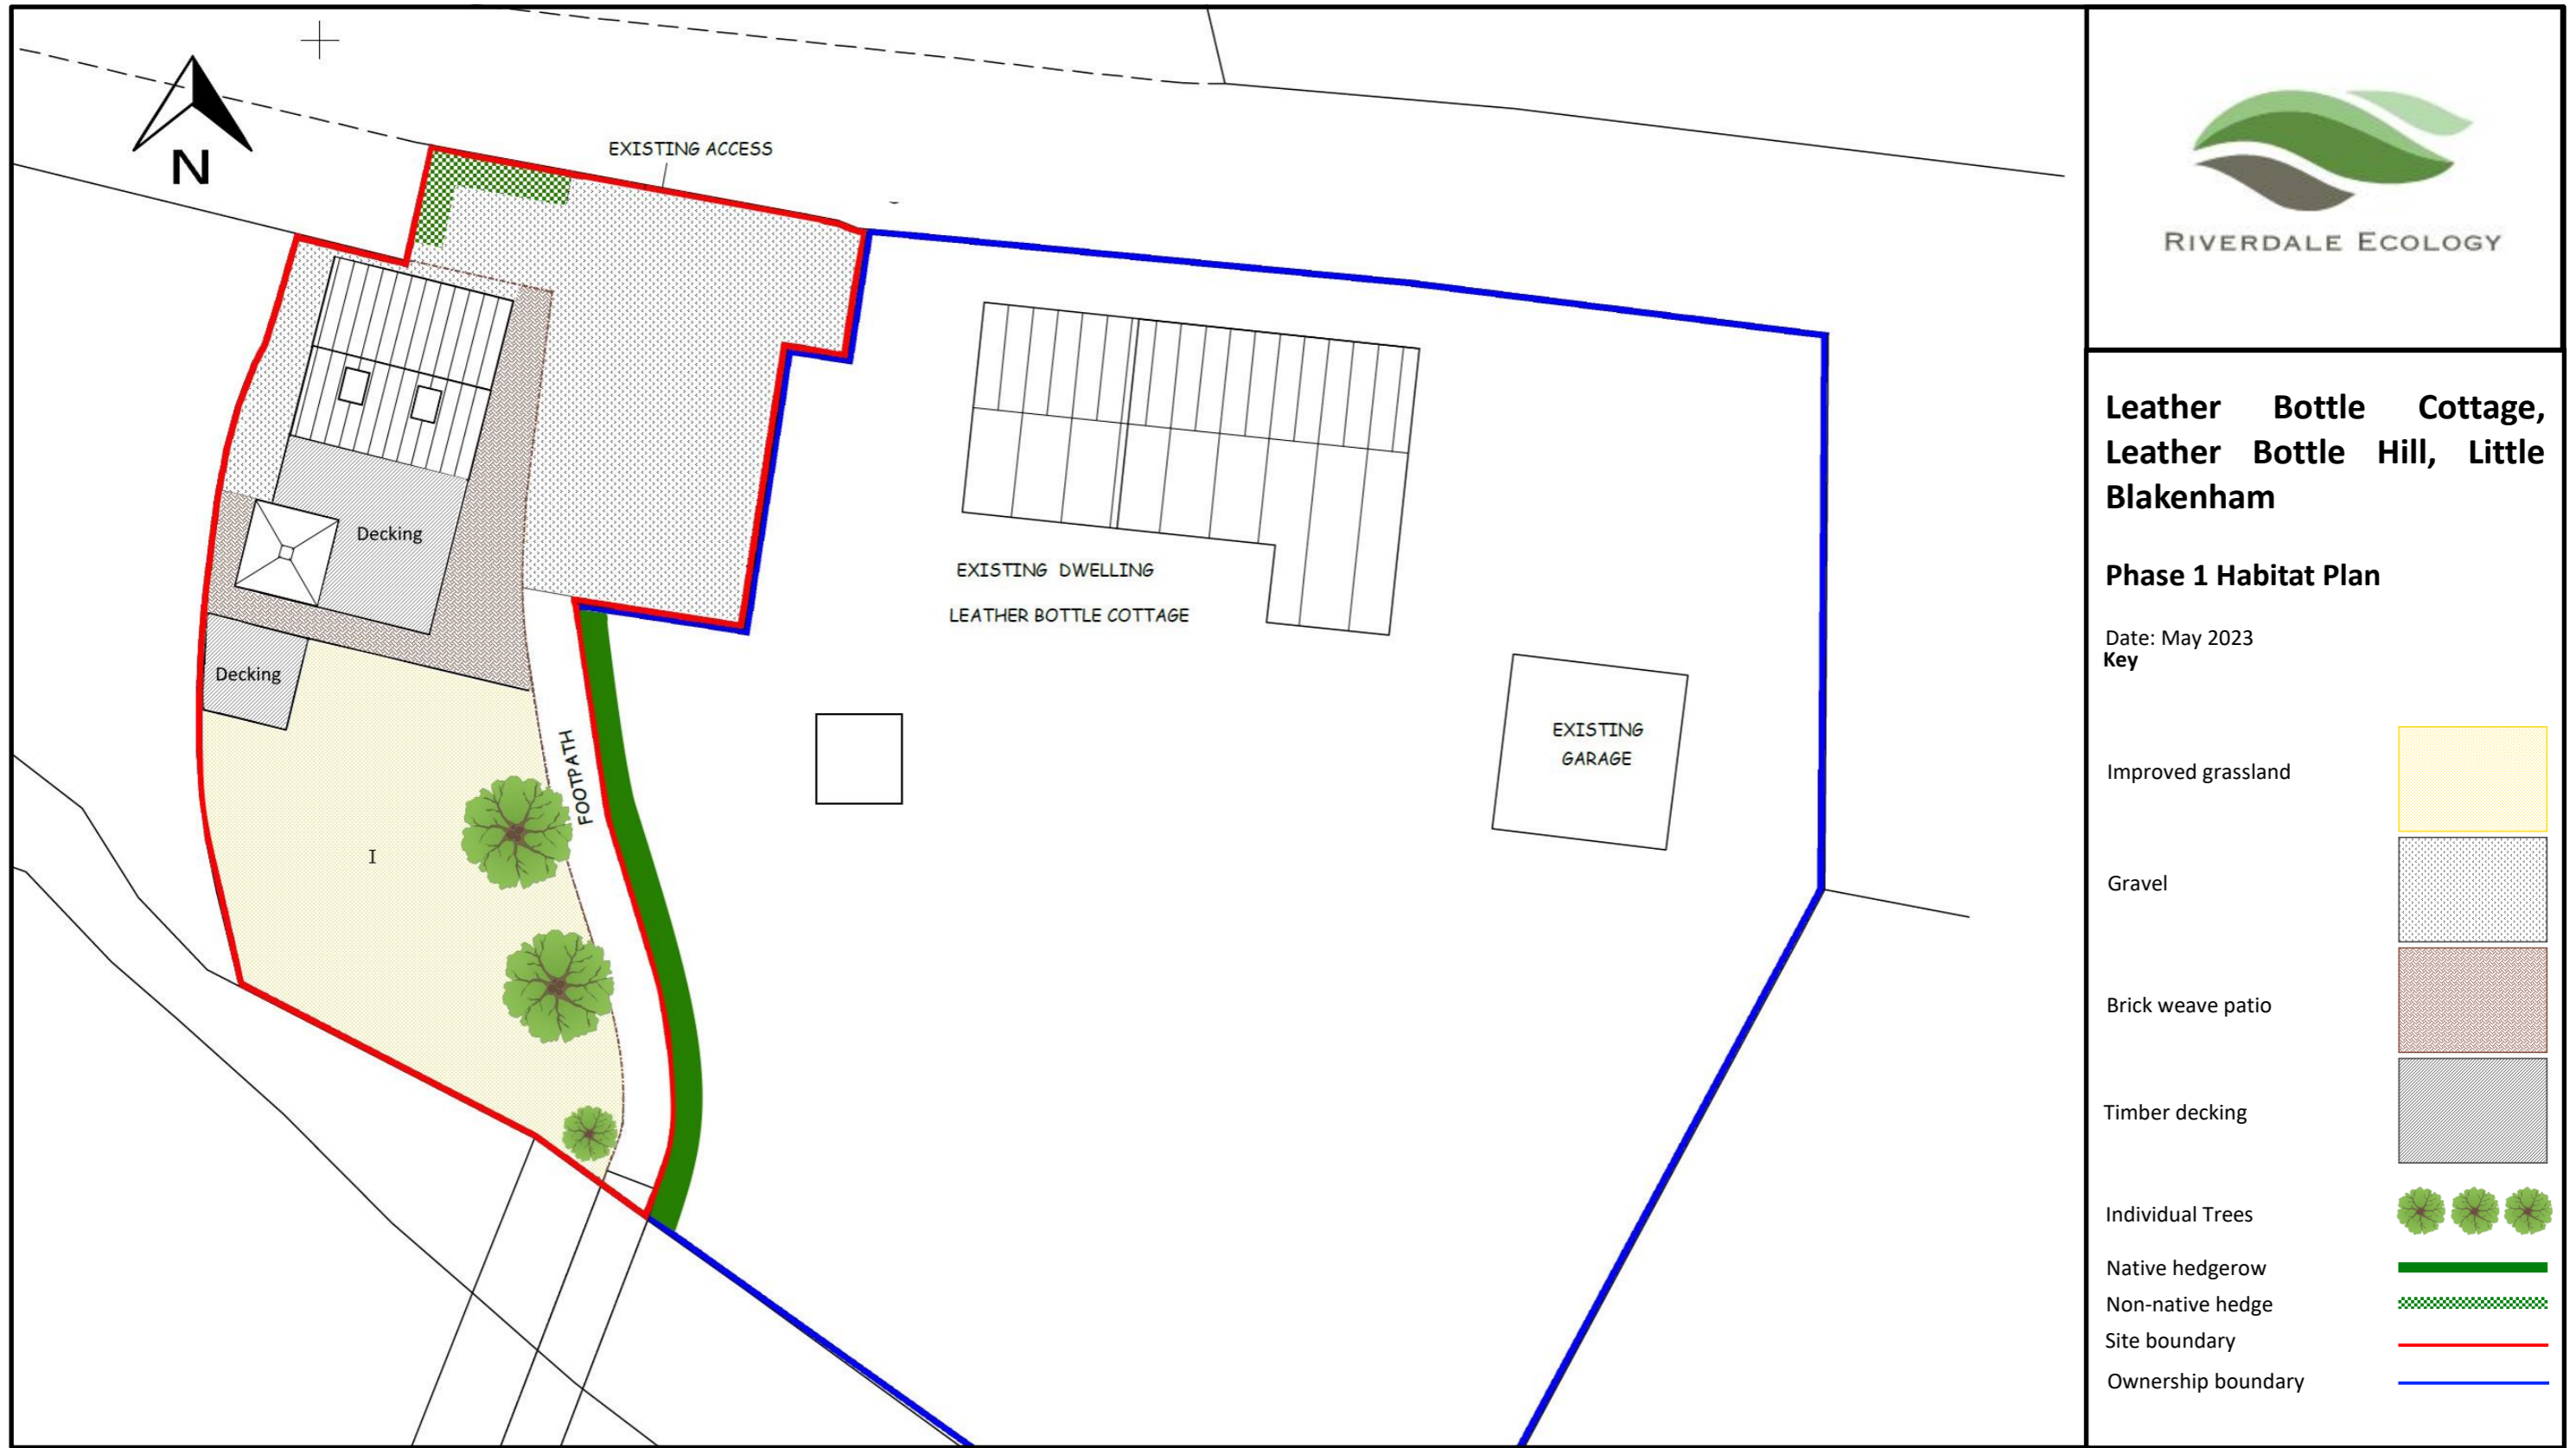 N
EXISTING ACCESS
Decking
Decking
FOOTPATH
I
EXISTING DWELLING
LEATHER BOTTLE COTTAGE
EXISTING
GARAGE
RIVERDALE ECOLOGY
Leather Bottle Cottage,
Leather Bottle Hill, Little
Blakenham
Phase 1 Habitat Plan
Date: May 2023
Key
Improved grassland
Gravel
Brick weave patio
Timber decking
Individual Trees
Native hedgerow
Non-native hedge
Site boundary
Ownership boundary